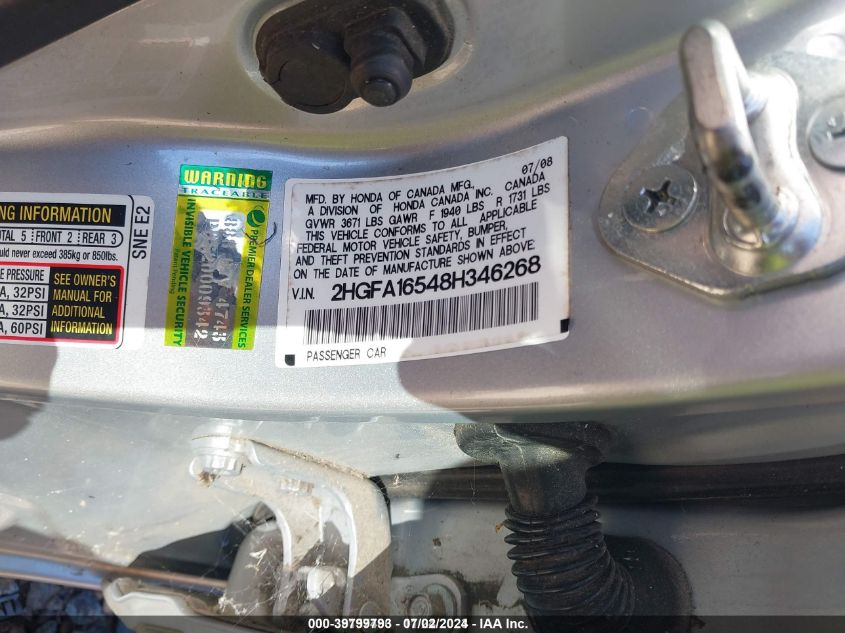 NG INFORMATION
OTAL 5 FRONT 2 REAR 3
uld never exceed 385kg or 850lbs.
E PRESSURE
A, 32PSI
A, 32PSI
A, 60PSI
SEE OWNER'S
MANUAL FOR
ADDITIONAL
INFORMATION
SNE E2
WARNING
TRACEABLE
INVISIBLE VEHICLE SECURITY
PREMIER DEALER SERVICES
MFD. BY HONDA OF CANADA MFG., 07/08
A DIVISION OF HONDA CANADA INC. CANADA
GVWR 3671 LBS GAWR F 1940 LBS R 1731 LBS
THIS VEHICLE CONFORMS TO ALL APPLICABLE
FEDERAL MOTOR VEHICLE SAFETY, BUMPER,
AND THEFT PREVENTION STANDARDS IN EFFECT
ON THE DATE OF MANUFACTURE SHOWN ABOVE.
V.I.N. 2HGFA16548H346268
PASSENGER CAR
000-39799793 - 07/02/2024 - IAA Inc.